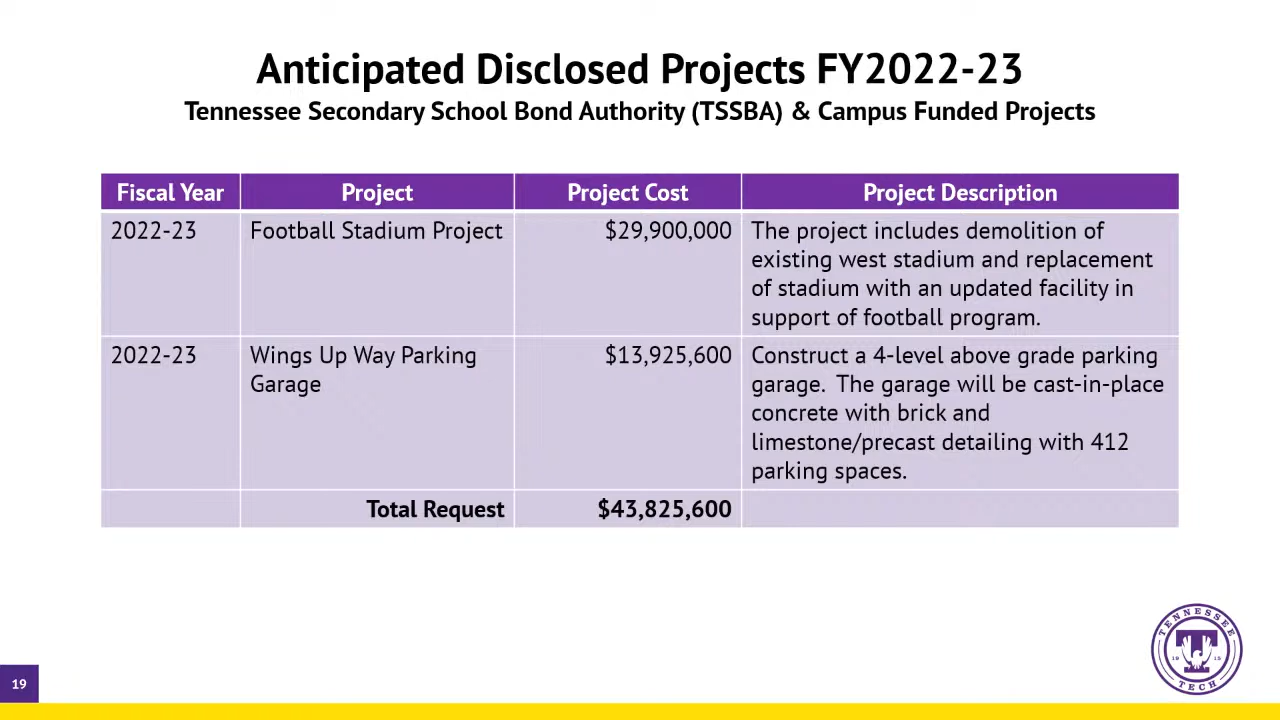 Anticipated Disclosed Projects FY2022-23
Tennessee Secondary School Bond Authority (TSSBA) & Campus Funded Projects
Fiscal Year Project Project Cost Project Description
2022-23 Football Stadium Project $29,900,000 The project includes demolition of
existing west stadium and replacement
of stadium with an updated facility in
support of football program.
2022-23 Wings Up Way Parking $13,925,600 Construct a 4-level above grade parking
Garage garage.  The garage will be cast-in-place
concrete with brick and
limestone/precast detailing with 412
parking spaces.
Total Request $43,825,600
TENNESSEE
T
19 15
TECH
19